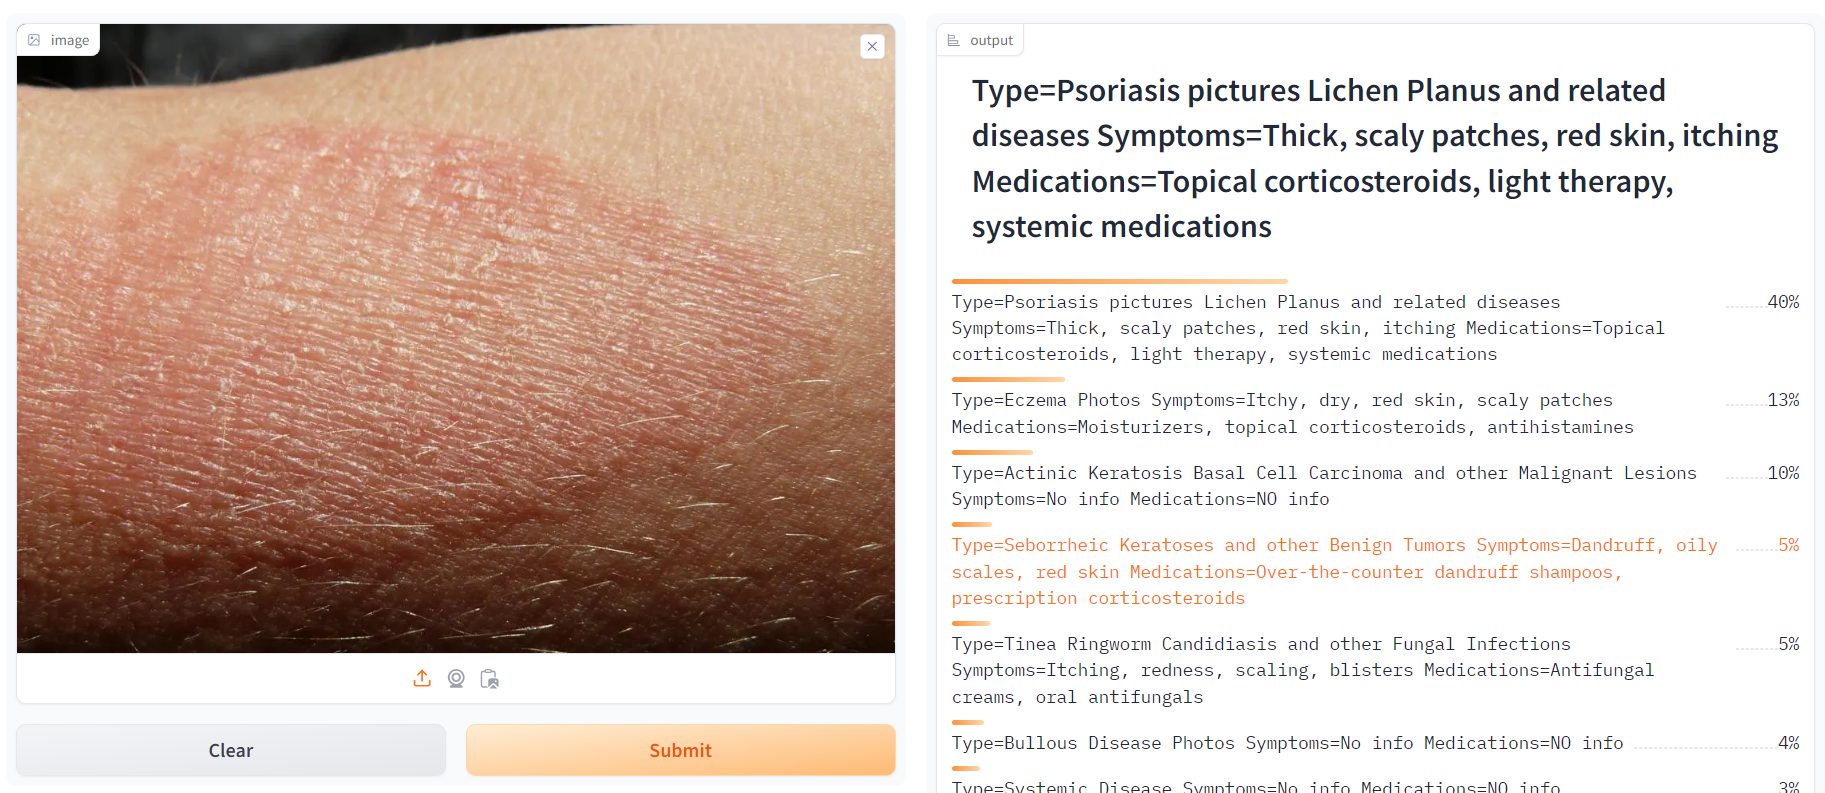 image
output
Type=Psoriasis pictures Lichen Planus and related
diseases Symptoms=Thick, scaly patches, red skin, itching
Medications=Topical corticosteroids, light therapy,
systemic medications
Type=Psoriasis pictures Lichen Planus and related diseases 40%
Symptoms=Thick, scaly patches, red skin, itching Medications=Topical
corticosteroids, light therapy, systemic medications
Type=Eczema Photos Symptoms=Itchy, dry, red skin, scaly patches 13%
Medications=Moisturizers, topical corticosteroids, antihistamines
Type=Actinic Keratosis Basal Cell Carcinoma and other Malignant Lesions 10%
Symptoms=No info Medications=NO info
Type=Seborrheic Keratoses and other Benign Tumors Symptoms=Dandruff, oily 5%
scales, red skin Medications=Over-the-counter dandruff shampoos,
prescription corticosteroids
Type=Tinea Ringworm Candidiasis and other Fungal Infections 5%
Symptoms=Itching, redness, scaling, blisters Medications=Antifungal
creams, oral antifungals
Type=Bullous Disease Photos Symptoms=No info Medications=NO info 4%
Type=Systemic Disease Symptoms=No info Medications=NO info 3%
Clear
Submit